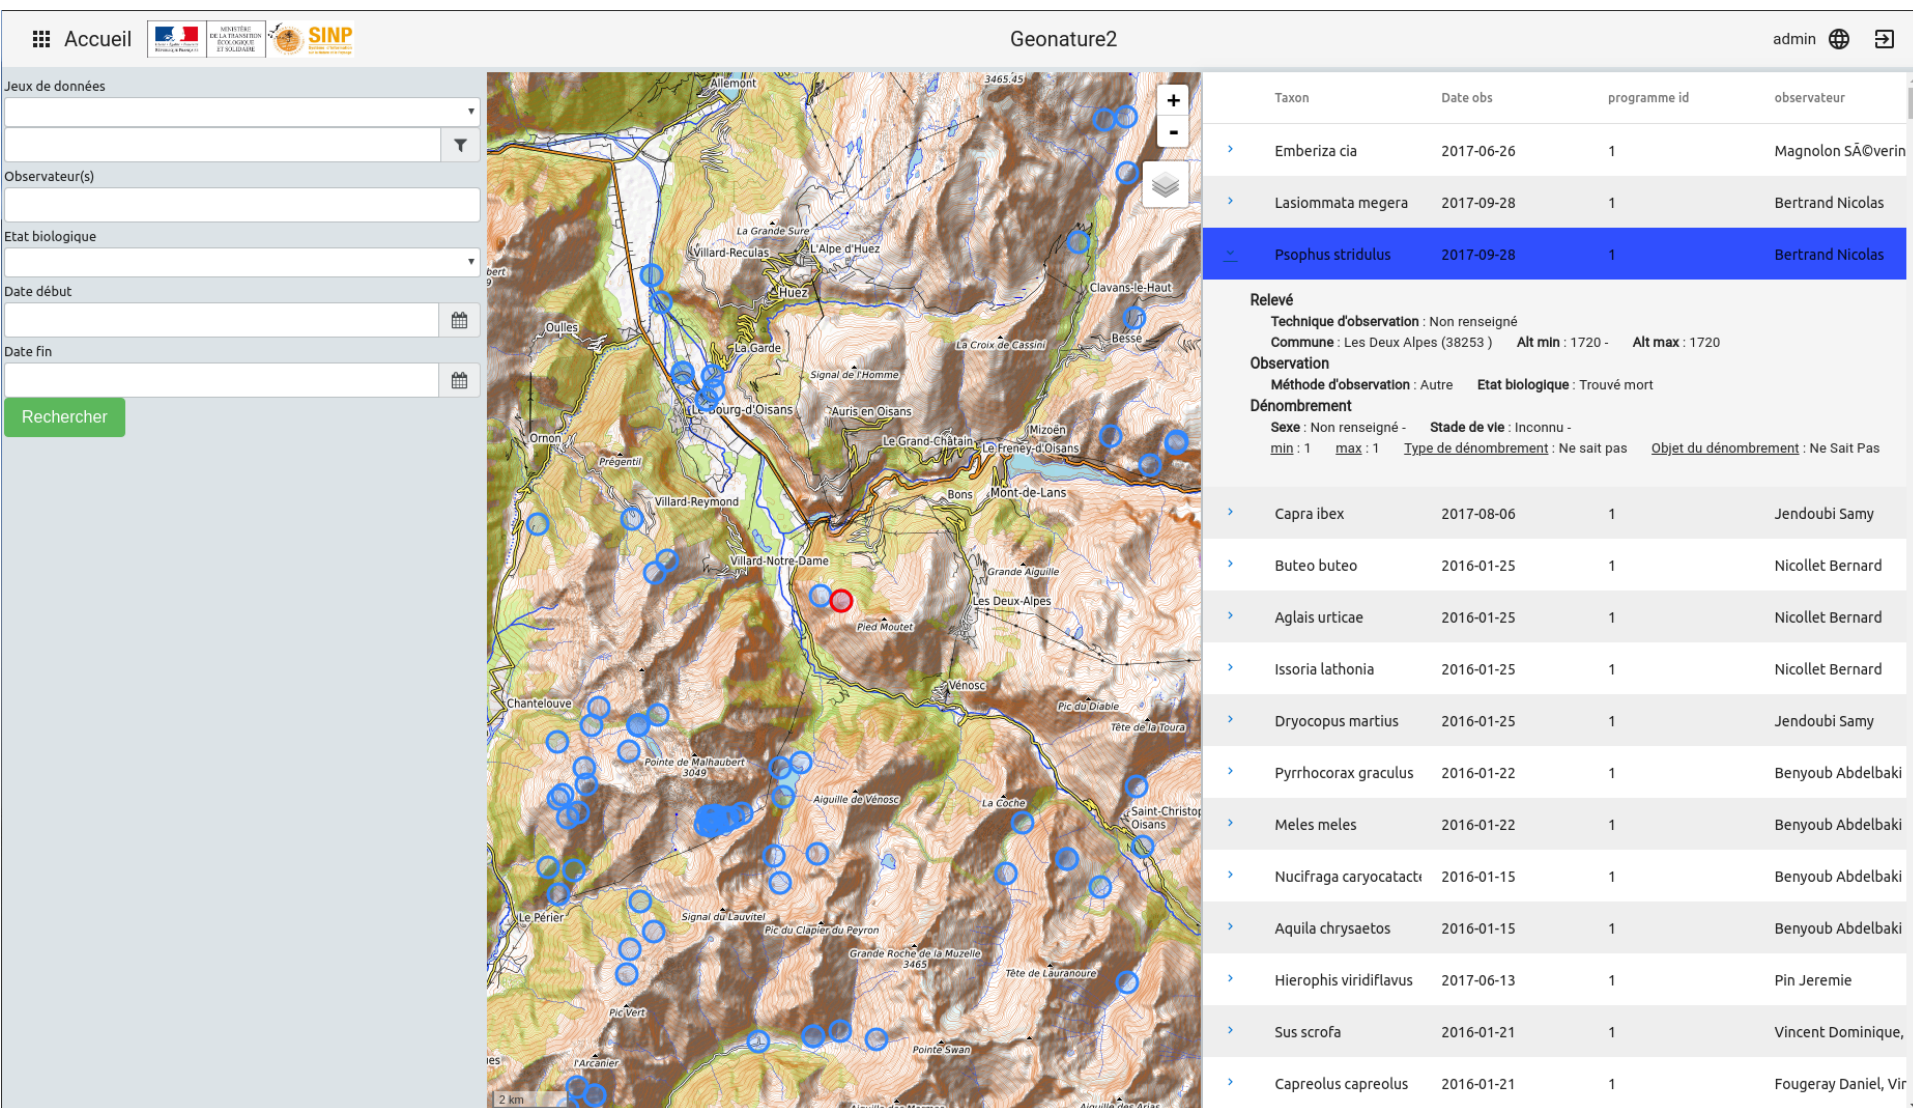 Accueil
MINISTÈRE
DE LA TRANSITION
ÉCOLOGIQUE
ET SOLIDAIRE
SINP
Geonature2
admin
Jeux de données
Observateur(s)
Etat biologique
Date début
Date fin
Rechercher
Allemont
3465.45
La Grande Sure
Villard-Reculas
L'Alpe d'Huez
Huez
Clavans-le-Haut
Oulles
La Garde
La Croix de Cassini
Besse
Signal de l'Homme
Le Bourg-d'Oisans
Auris en Oisans
Ornon
Le Grand-Châtain
Mizoën
Le Freney-d'Oisans
Prégentil
Villard-Reymond
Bons
Mont-de-Lans
Villard-Notre-Dame
Grande Aiguille
Les Deux-Alpes
Pied Moutet
Vénosc
Chantelouve
Pic du Diable
Tête de la Toura
Pointe de Malhaubert
3049
Aiguille de Vénosc
La Coche
Saint-Christop
Oisans
Le Périer
Signal du Lauvitel
Pic du Clapier du Peyron
Grande Roche de la Muzelle
3465
Tête de Lauranoure
Pic Vert
Pointe Swan
l'Arcanier
2 km
+
-
Taxon Date obs programme id observateur
Emberiza cia 2017-06-26 1 Magnolon SÃ©verin
Lasiommata megera 2017-09-28 1 Bertrand Nicolas
Psophus stridulus 2017-09-28 1 Bertrand Nicolas
Relevé
Technique d'observation : Non renseigné
Commune : Les Deux Alpes (38253 ) Alt min : 1720 - Alt max : 1720
Observation
Méthode d'observation : Autre Etat biologique : Trouvé mort
Dénombrement
Sexe : Non renseigné - Stade de vie : Inconnu -
min : 1 max : 1 Type de dénombrement : Ne sait pas Objet du dénombrement : Ne Sait Pas
Capra ibex 2017-08-06 1 Jendoubi Samy
Buteo buteo 2016-01-25 1 Nicollet Bernard
Aglais urticae 2016-01-25 1 Nicollet Bernard
Issoria lathonia 2016-01-25 1 Nicollet Bernard
Dryocopus martius 2016-01-25 1 Jendoubi Samy
Pyrrhocorax graculus 2016-01-22 1 Benyoub Abdelbaki
Meles meles 2016-01-22 1 Benyoub Abdelbaki
Nucifraga caryocatacte 2016-01-15 1 Benyoub Abdelbaki
Aquila chrysaetos 2016-01-15 1 Benyoub Abdelbaki
Hierophis viridiflavus 2017-06-13 1 Pin Jeremie
Sus scrofa 2016-01-21 1 Vincent Dominique,
Capreolus capreolus 2016-01-21 1 Fougeray Daniel, Vir